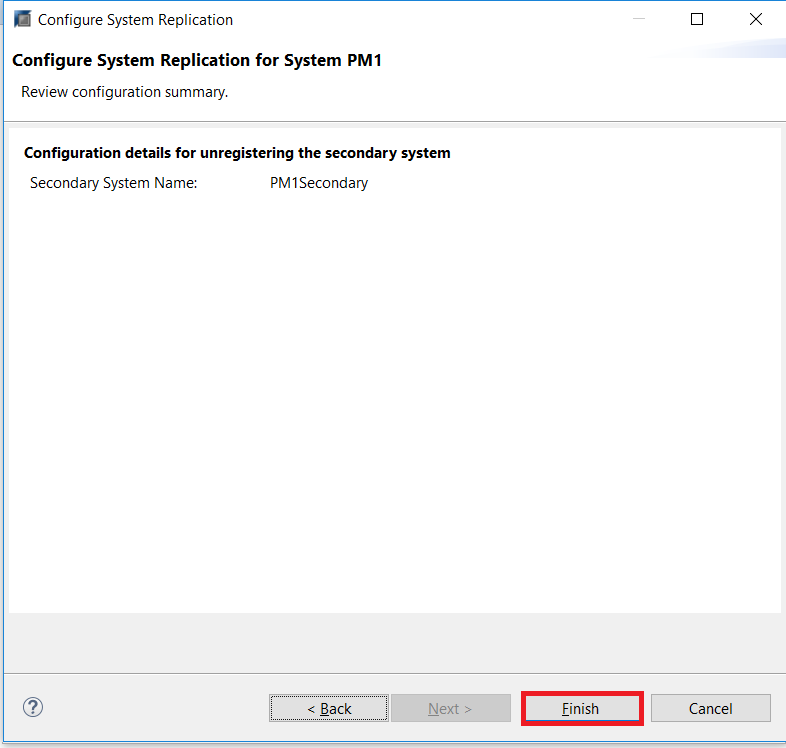 Configure System Replication
Configure System Replication for System PM1
Review configuration summary.
Configuration details for unregistering the secondary system
Secondary System Name: PM1Secondary
? < Back Next > Finish Cancel